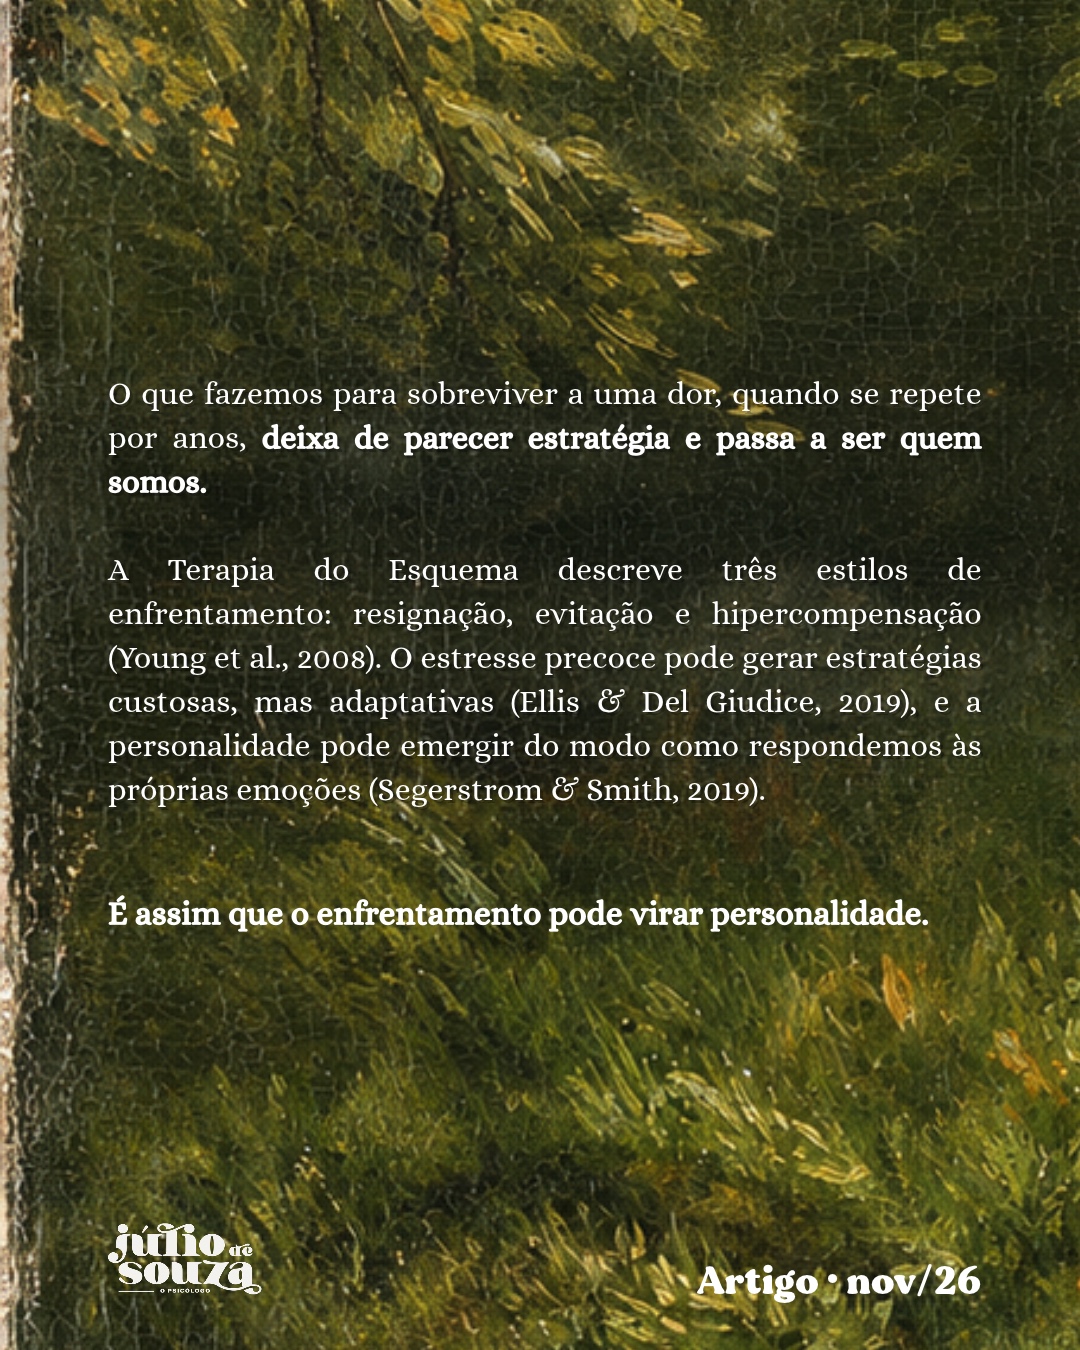 O que fazemos para sobreviver a uma dor, quando se repete
por anos, deixa de parecer estratégia e passa a ser quem
somos.
A Terapia do Esquema descreve três estilos de
enfrentamento: resignação, evitação e hipercompensação
(Young et al., 2008). O estresse precoce pode gerar estratégias
custosas, mas adaptativas (Ellis & Del Giudice, 2019), e a
personalidade pode emergir do modo como respondemos às
próprias emoções (Segerstrom & Smith, 2019).
É assim que o enfrentamento pode virar personalidade.
júlio de
souza
O PSICÓLOGO
Artigo • nov/26